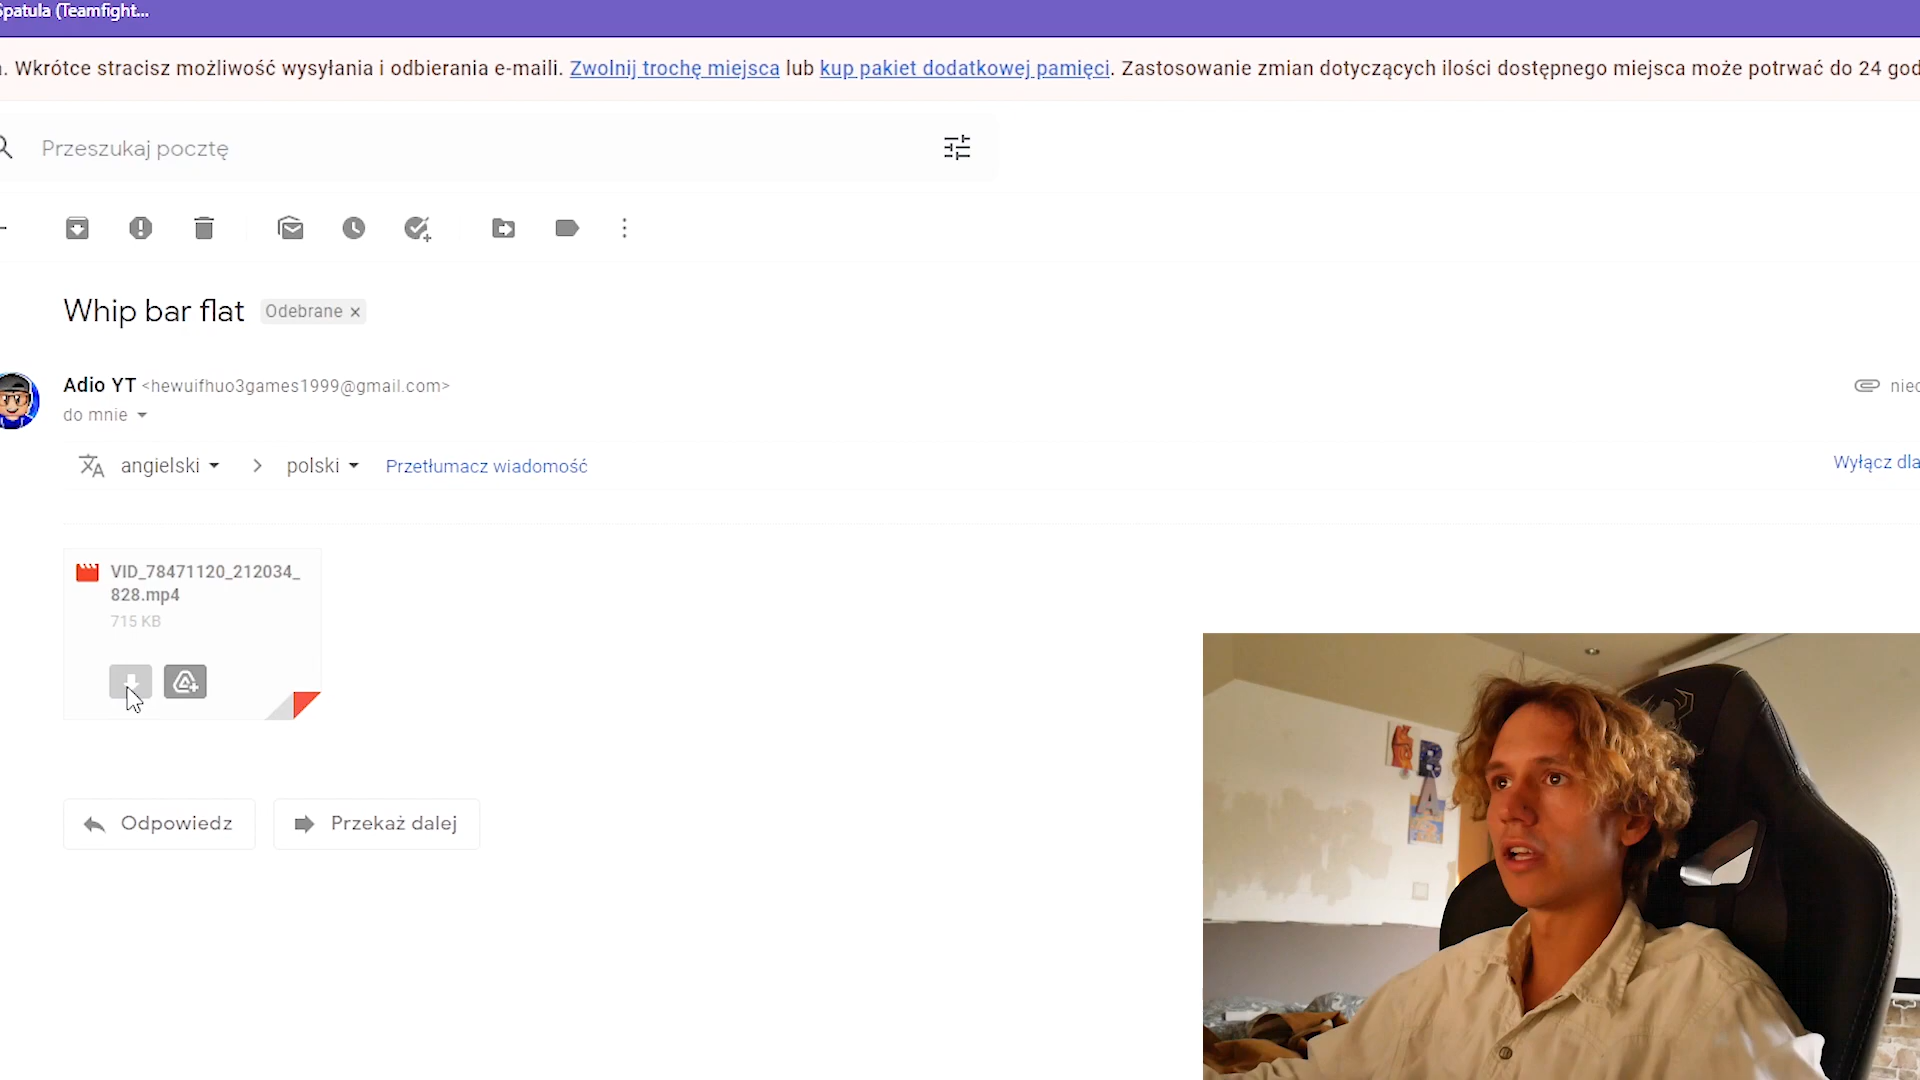 Spatula (Teamfight...
. Wkrótce stracisz możliwość wysyłania i odbierania e-maili. Zwolnij trochę miejsca lub kup pakiet dodatkowej pamięci. Zastosowanie zmian dotyczących ilości dostępnego miejsca może potrwać do 24 god
Przeszukaj pocztę
Whip bar flat Odebrane ×
Adio YT <hewuifhuo3games1999@gmail.com>
niec
do mnie
angielski > polski Przetłumacz wiadomość
Wyłącz dla
VID_78471120_212034_
828.mp4
715 KB
Odpowiedz Przekaż dalej
B
A